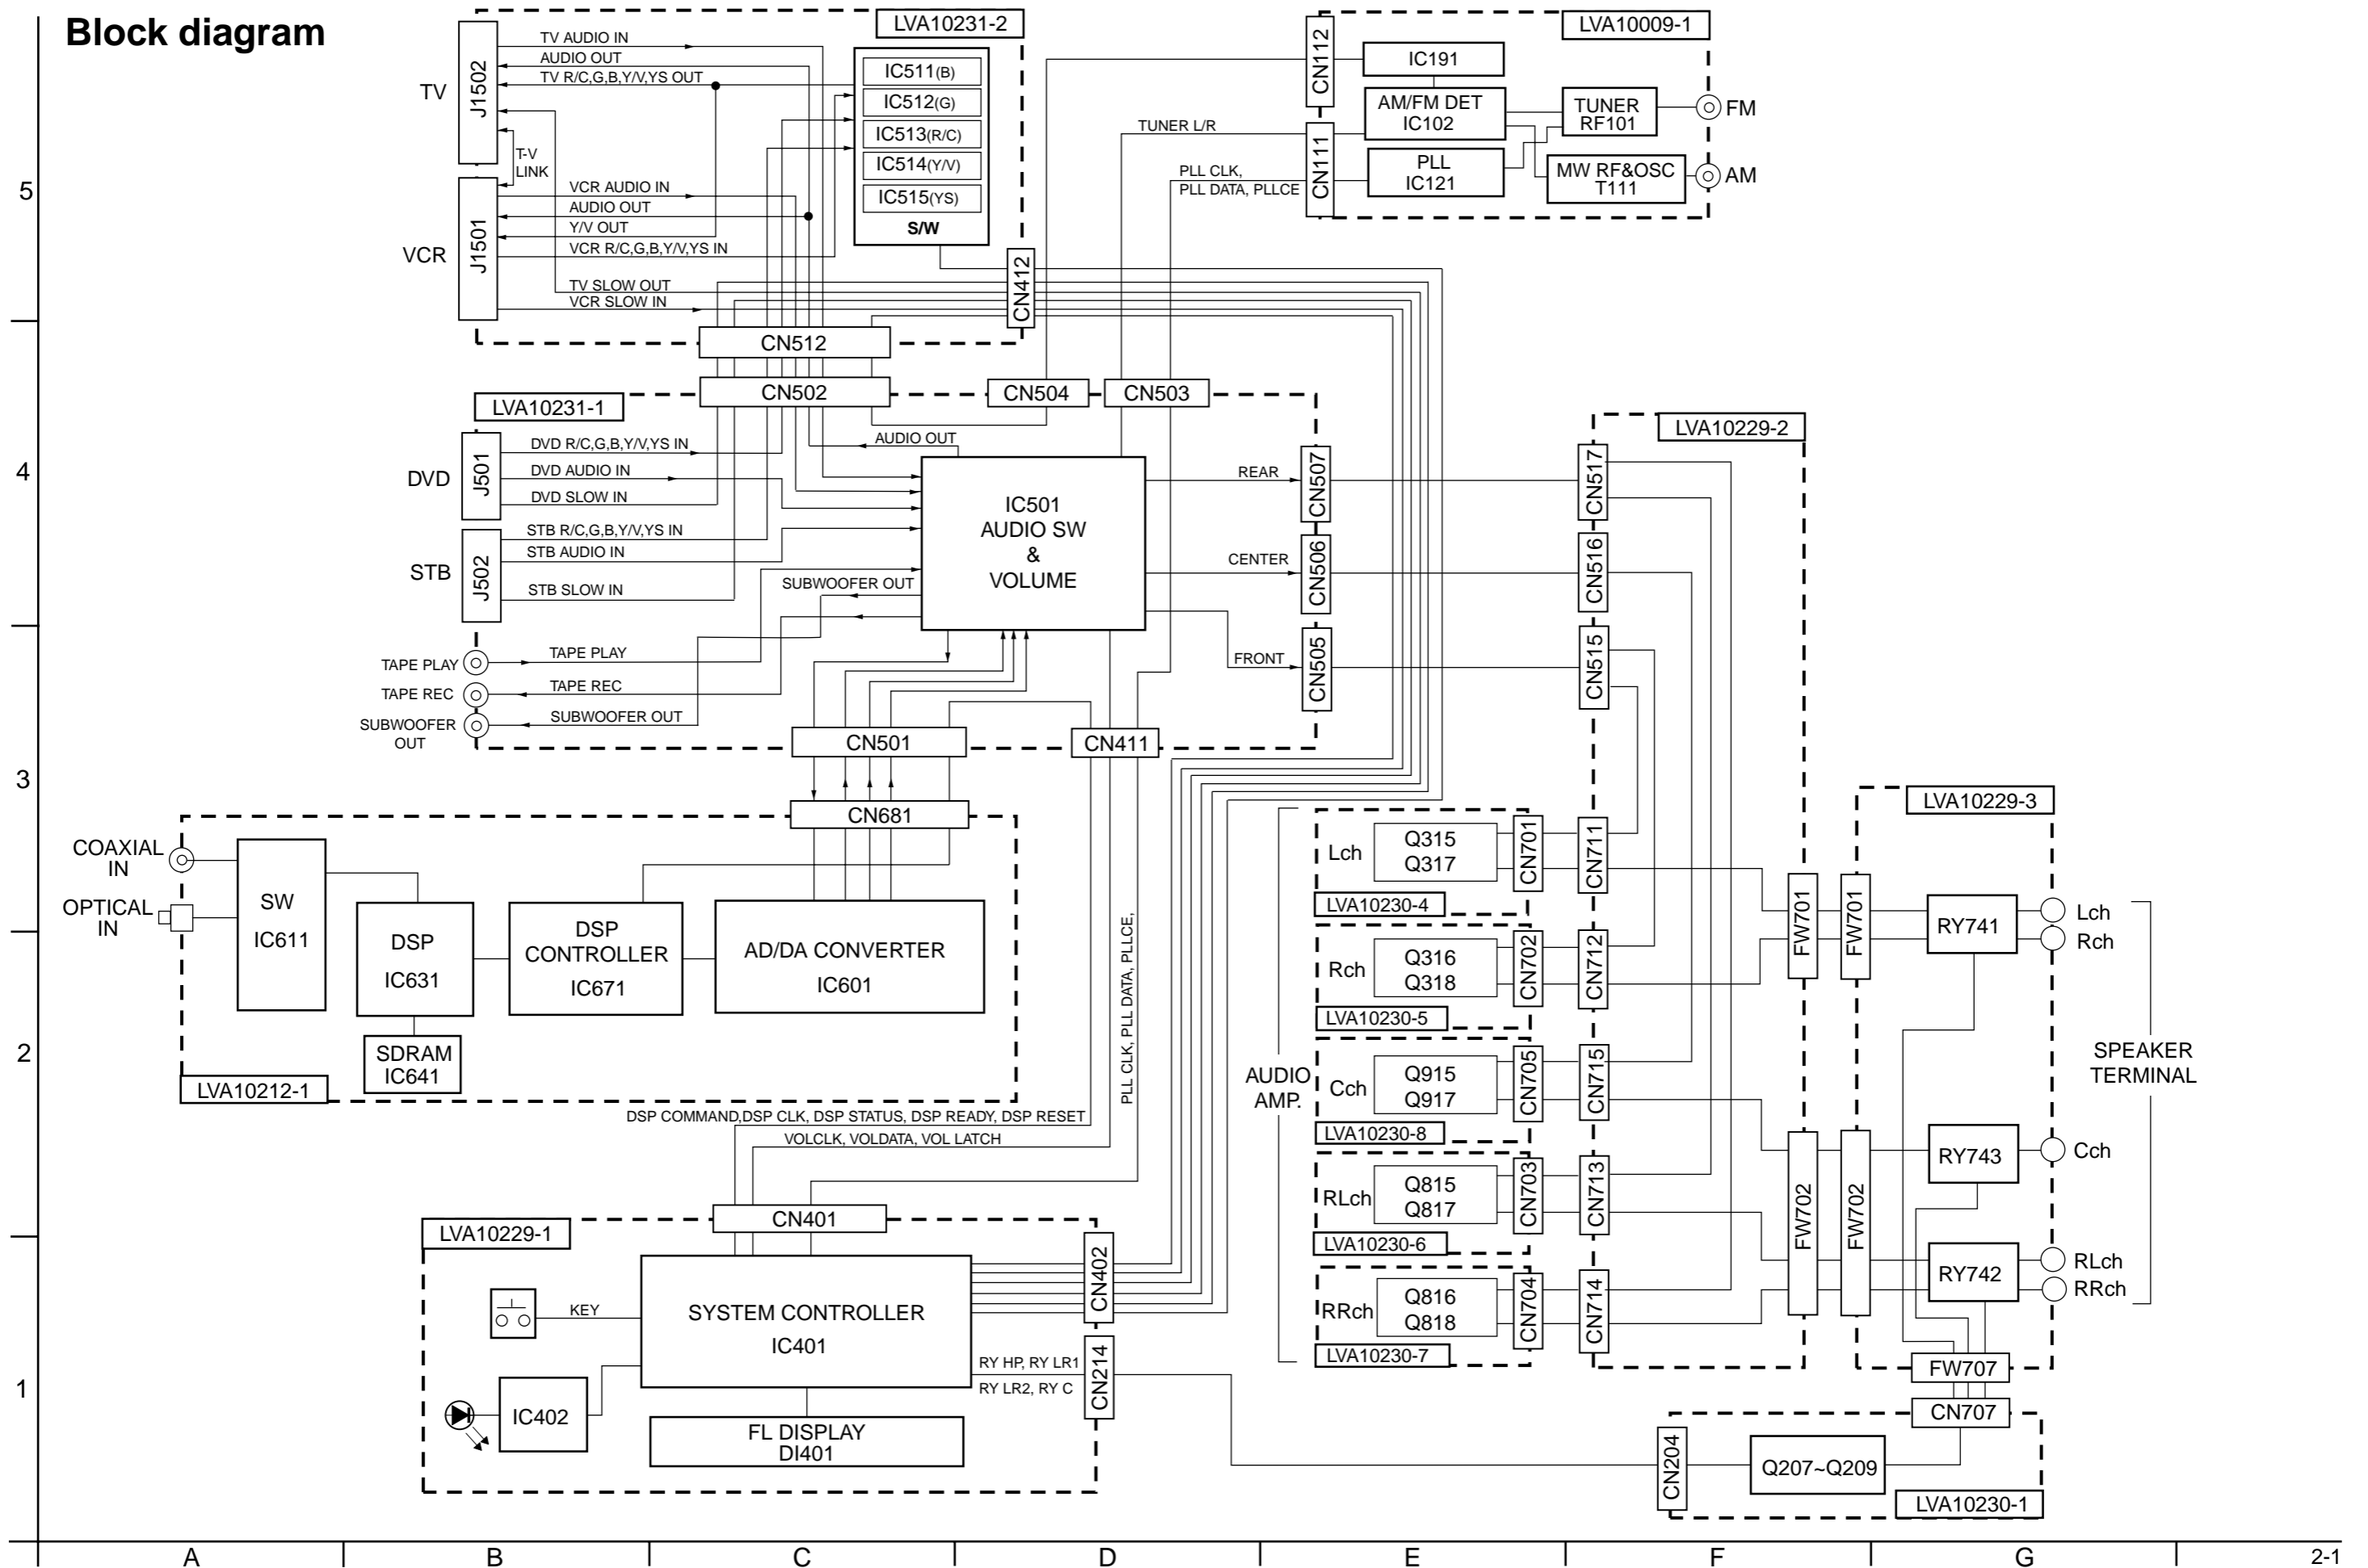 Block diagram
LVA10231-2
LVA10009-1
TV
J1502
TV AUDIO IN
AUDIO OUT
TV R/C,G,B,Y/V,YS OUT
T-V
LINK
VCR
J1501
VCR AUDIO IN
AUDIO OUT
Y/V OUT
VCR R/C,G,B,Y/V,YS IN
TV SLOW OUT
VCR SLOW IN
IC511(B)
IC512(G)
IC513(R/C)
IC514(Y/V)
IC515(YS)
S/W
CN412
CN512
CN112
IC191
AM/FM DET
IC102
TUNER
RF101
FM
TUNER L/R
CN111
PLL CLK,
PLL DATA, PLLCE
PLL
IC121
MW RF&OSC
T111
AM
5
CN502
CN504
CN503
LVA10231-1
LVA10229-2
4
DVD
J501
DVD R/C,G,B,Y/V,YS IN
DVD AUDIO IN
DVD SLOW IN
STB
J502
STB R/C,G,B,Y/V,YS IN
STB AUDIO IN
STB SLOW IN
AUDIO OUT
IC501
AUDIO SW
&
VOLUME
SUBWOOFER OUT
REAR
CN507
CN517
CENTER
CN506
CN516
FRONT
CN505
CN515
TAPE PLAY
TAPE PLAY
TAPE REC
TAPE REC
SUBWOOFER
OUT
SUBWOOFER OUT
CN501
CN411
3
CN681
COAXIAL
IN
OPTICAL
IN
SW
IC611
DSP
IC631
DSP
CONTROLLER
IC671
AD/DA CONVERTER
IC601
SDRAM
IC641
LVA10212-1
2
PLL CLK, PLL DATA, PLLCE,
DSP COMMAND,DSP CLK, DSP STATUS, DSP READY, DSP RESET
VOLCLK, VOLDATA, VOL LATCH
AUDIO
AMP.
Lch
Q315
Q317
CN701
CN711
LVA10230-4
Rch
Q316
Q318
CN702
CN712
LVA10230-5
Cch
Q915
Q917
CN705
CN715
LVA10230-8
RLch
Q815
Q817
CN703
CN713
LVA10230-6
RRch
Q816
Q818
CN704
CN714
LVA10230-7
LVA10229-3
FW701
FW701
RY741
Lch
Rch
SPEAKER
TERMINAL
FW702
FW702
RY743
Cch
RY742
RLch
RRch
FW707
CN707
CN204
Q207~Q209
LVA10230-1
CN401
LVA10229-1
KEY
SYSTEM CONTROLLER
IC401
CN402
RY HP, RY LR1
RY LR2, RY C
CN214
IC402
FL DISPLAY
DI401
1
A
B
C
D
E
F
G
2-1